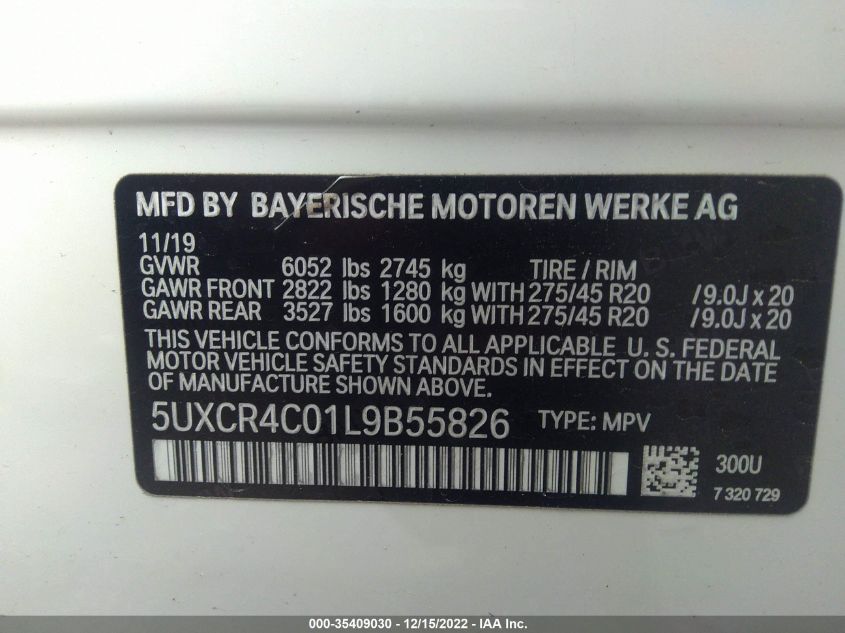 MFD BY BAYERISCHE MOTOREN WERKE AG
11/19
GVWR 6052 lbs 2745 kg TIRE / RIM
GAWR FRONT 2822 lbs 1280 kg WITH 275/45 R20 /9.0J x 20
GAWR REAR 3527 lbs 1600 kg WITH 275/45 R20 /9.0J x 20
THIS VEHICLE CONFORMS TO ALL APPLICABLE U. S. FEDERAL
MOTOR VEHICLE SAFETY STANDARDS IN EFFECT ON THE DATE
OF MANUFACTURE SHOWN ABOVE.
5UXCR4C01L9B55826 TYPE: MPV
300U
7 320 729
000-35409030 - 12/15/2022 - IAA Inc.